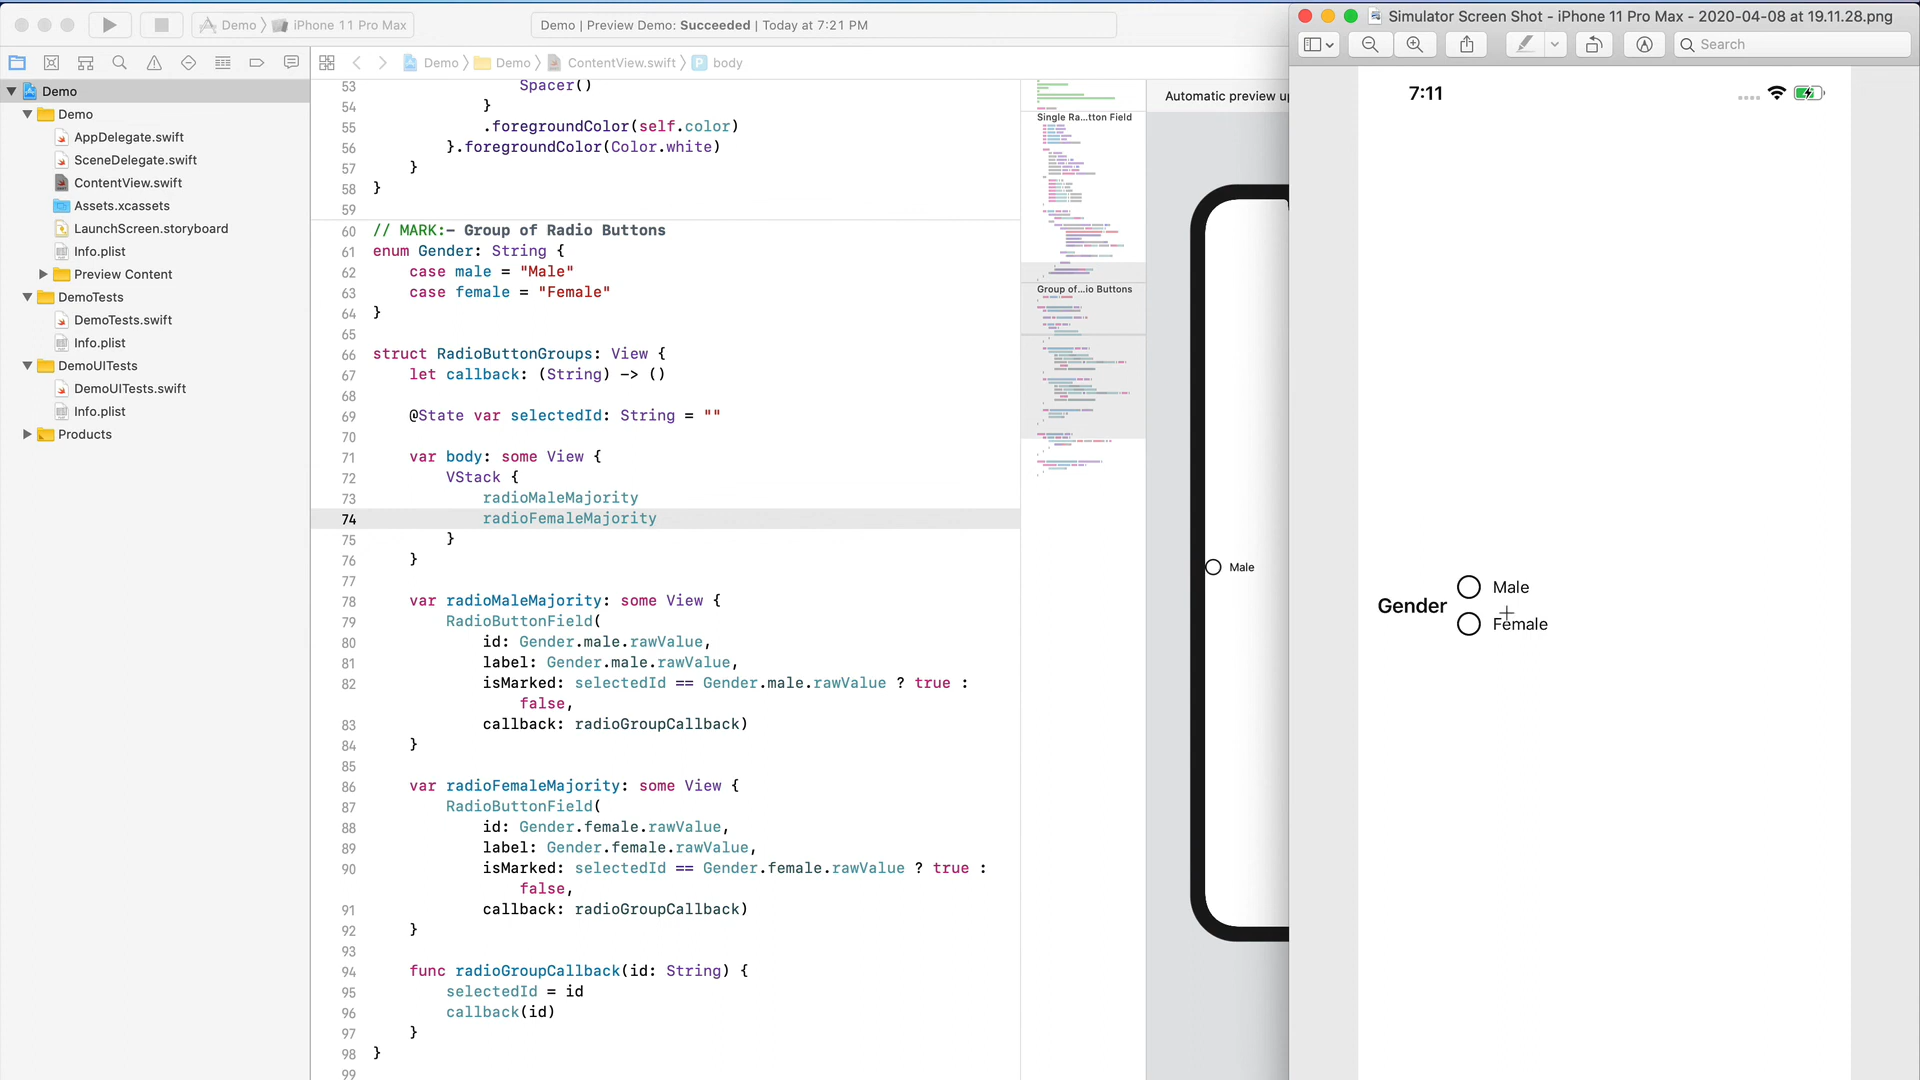 Demo
iPhone 11 Pro Max
Demo | Preview Demo: Succeeded | Today at 7:21 PM
Simulator Screen Shot - iPhone 11 Pro Max - 2020-04-08 at 19.11.28.png
Search
Demo
Demo
ContentView.swift
P
body
Demo
Demo
AppDelegate.swift
SceneDelegate.swift
ContentView.swift
Assets.xcassets
LaunchScreen.storyboard
Info.plist
Preview Content
DemoTests
DemoTests.swift
Info.plist
DemoUITests
DemoUITests.swift
Info.plist
Products
53 Spacer()
54 }
55 .foregroundColor(self.color)
56 }.foregroundColor(Color.white)
57 }
58 }
59
60 // MARK:- Group of Radio Buttons
61 enum Gender: String {
62 case male = "Male"
63 case female = "Female"
64 }
65
66 struct RadioButtonGroups: View {
67 let callback: (String) -> ()
68
69 @State var selectedId: String = ""
70
71 var body: some View {
72 VStack {
73 radioMaleMajority
74 radioFemaleMajority
75 }
76 }
77
78 var radioMaleMajority: some View {
79 RadioButtonField(
80 id: Gender.male.rawValue,
81 label: Gender.male.rawValue,
82 isMarked: selectedId == Gender.male.rawValue ? true :
false,
83 callback: radioGroupCallback)
84 }
85
86 var radioFemaleMajority: some View {
87 RadioButtonField(
88 id: Gender.female.rawValue,
89 label: Gender.female.rawValue,
90 isMarked: selectedId == Gender.female.rawValue ? true :
false,
91 callback: radioGroupCallback)
92 }
93
94 func radioGroupCallback(id: String) {
95 selectedId = id
96 callback(id)
97 }
98 }
99
Single Ra...tton Field
Group of...io Buttons
Automatic preview up
Male
7:11
Gender
Male
Female